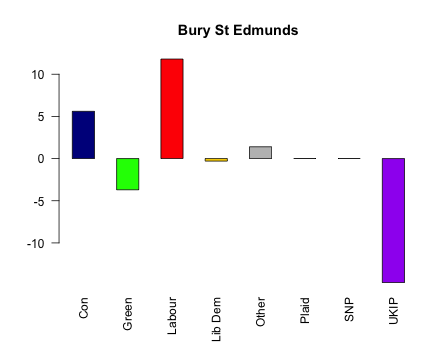 Bury St Edmunds
10
5
0
-5
-10
Con
Green
Labour
Lib Dem
Other
Plaid
SNP
UKIP